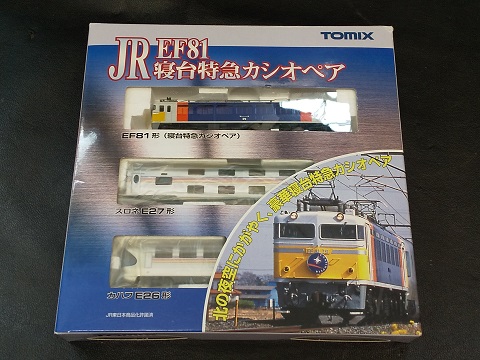 TOMIX
JR EF81
寝台特急カシオペア
EF81形（寝台特急カシオペア）
スロネE27形
カハフE26形
北の夜空にかがやく、豪華寝台特急カシオペア
JR東日本商品化許諾済